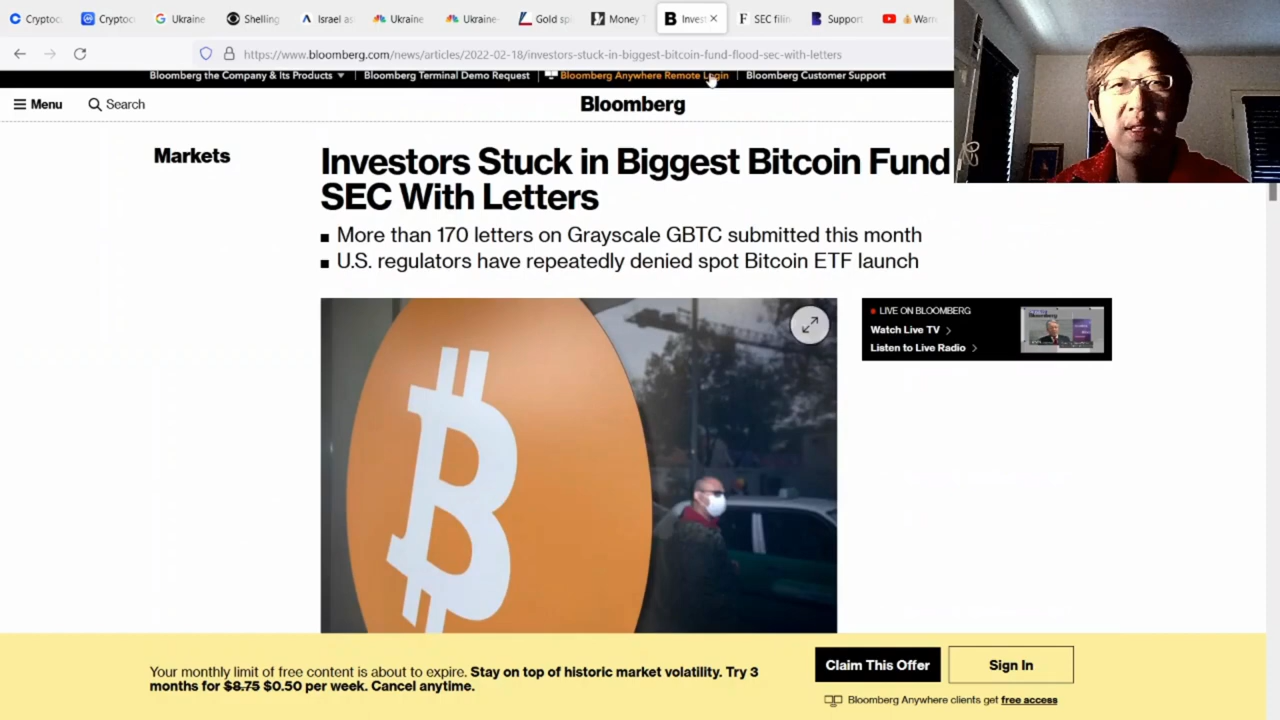 Cryptoc
Cryptoc
Ukraine
Shelling
Israel as
Ukraine
Ukraine
Gold sp
Money T
Invest
SEC filin
Support
Warn
https://www.bloomberg.com/news/articles/2022-02-18/investors-stuck-in-biggest-bitcoin-fund-flood-sec-with-letters
Bloomberg the Company & Its Products
Bloomberg Terminal Demo Request
Bloomberg Anywhere Remote Login
Bloomberg Customer Support
Menu
Search
Bloomberg
Markets
Investors Stuck in Biggest Bitcoin Fund
SEC With Letters
More than 170 letters on Grayscale GBTC submitted this month
U.S. regulators have repeatedly denied spot Bitcoin ETF launch
LIVE ON BLOOMBERG
Watch Live TV
Listen to Live Radio
Your monthly limit of free content is about to expire. Stay on top of historic market volatility. Try 3
months for $8.75 $0.50 per week. Cancel anytime.
Claim This Offer
Sign In
Bloomberg Anywhere clients get free access